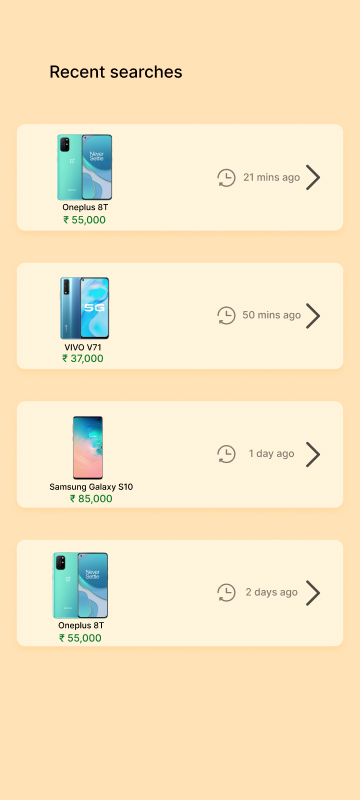 Recent searches
Never
Settle
Oneplus 8T
₹ 55,000
21 mins ago
5G
VIVO V71
₹ 37,000
50 mins ago
Samsung Galaxy S10
₹ 85,000
1 day ago
Never
Settle
Oneplus 8T
₹ 55,000
2 days ago